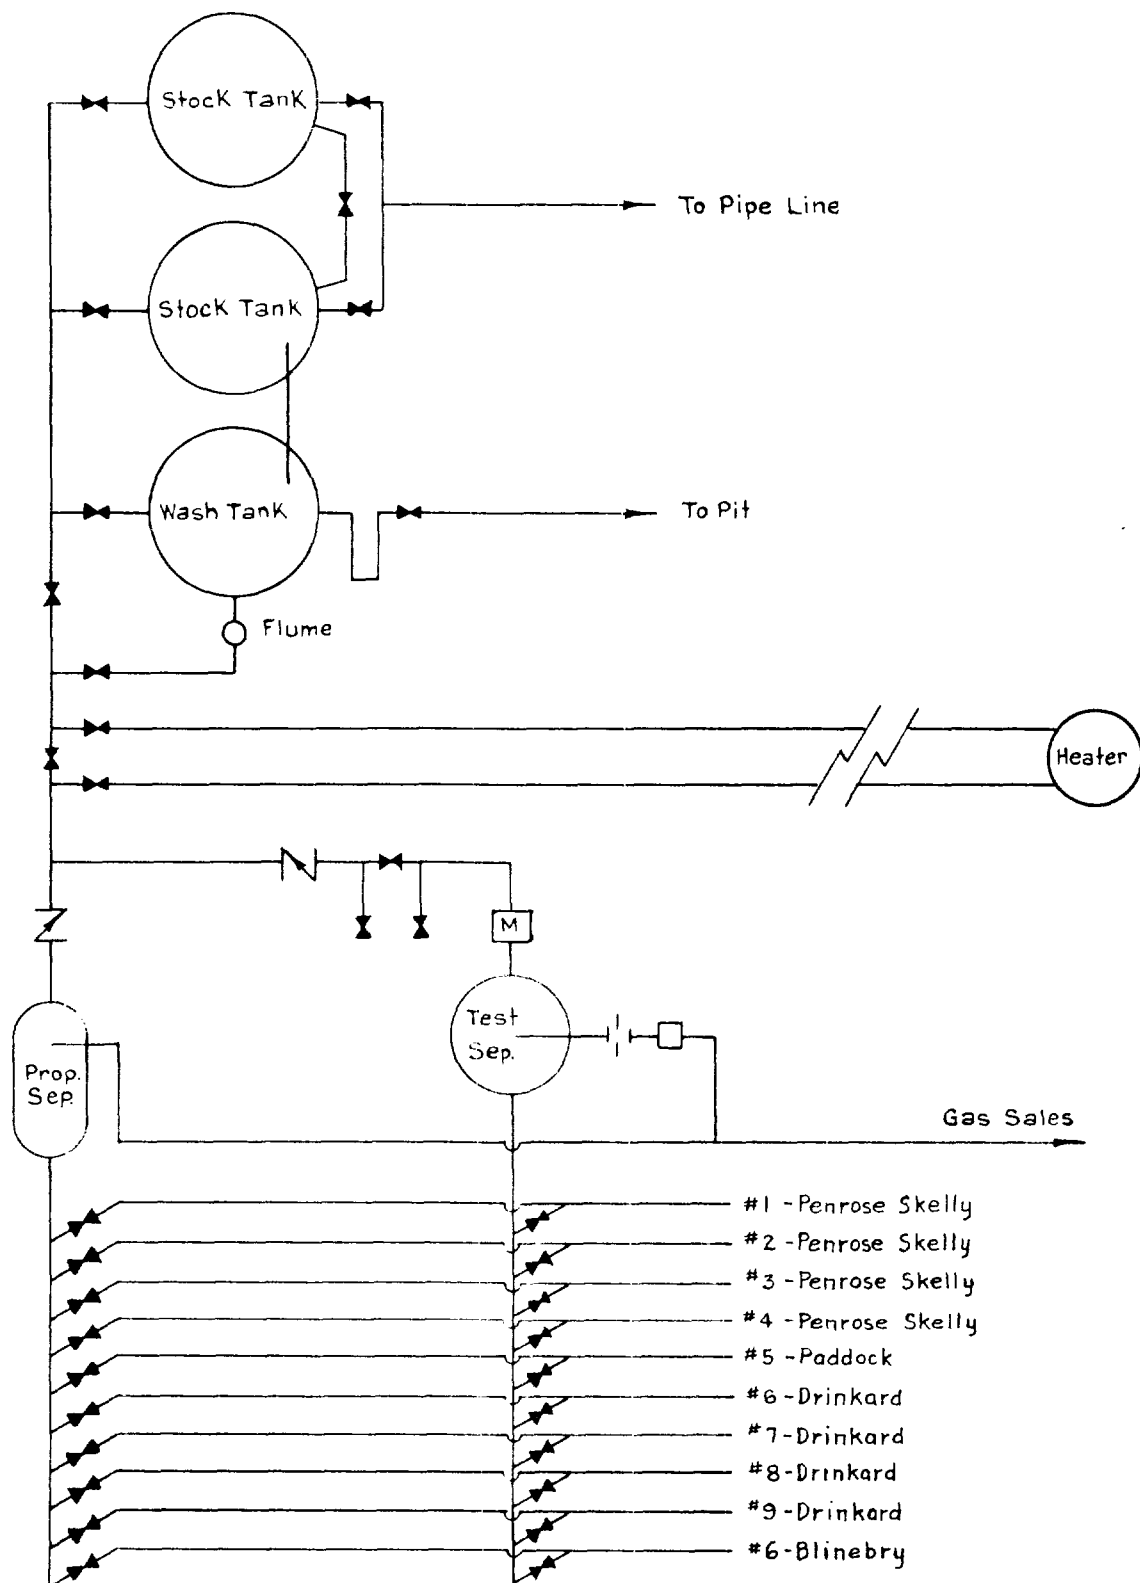 Stock Tank
To Pipe Line
Stock Tank
Wash Tank
To Pit
Flume
Heater
M
Test
Sep.
Prop.
Sep.
Gas Sales
#1 - Penrose Skelly
#2 - Penrose Skelly
#3 - Penrose Skelly
#4 - Penrose Skelly
#5 - Paddock
#6 - Drinkard
#7 - Drinkard
#8 - Drinkard
#9 - Drinkard
#6 - Blinebry